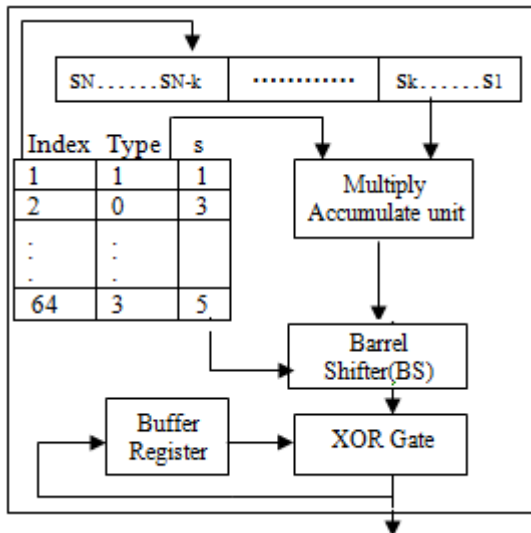 SN......SN-k ............ Sk......S1
Index Type s
1 1 1
2 0 3
. .
. .
. .
64 3 5
Multiply
Accumulate unit
Barrel
Shifter(BS)
Buffer
Register
XOR Gate